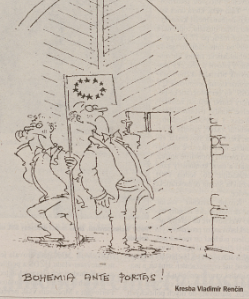 BOHEMIA ANTE PORTAS!
Kresba Vladimír Renčín